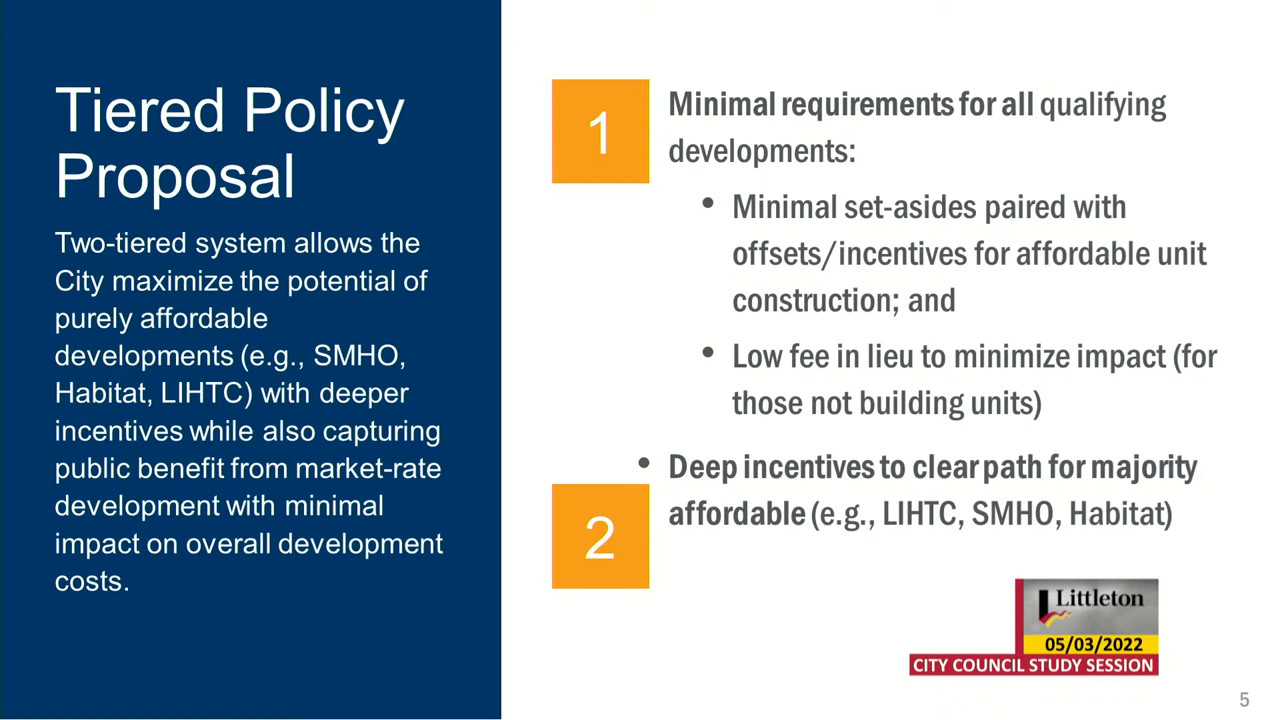 Tiered Policy
Proposal
Two-tiered system allows the
City maximize the potential of
purely affordable
developments (e.g., SMHO,
Habitat, LIHTC) with deeper
incentives while also capturing
public benefit from market-rate
development with minimal
impact on overall development
costs.
1
Minimal requirements for all qualifying
developments:
• Minimal set-asides paired with
offsets/incentives for affordable unit
construction; and
• Low fee in lieu to minimize impact (for
those not building units)
2
• Deep incentives to clear path for majority
affordable (e.g., LIHTC, SMHO, Habitat)
Littleton
05/03/2022
CITY COUNCIL STUDY SESSION
5